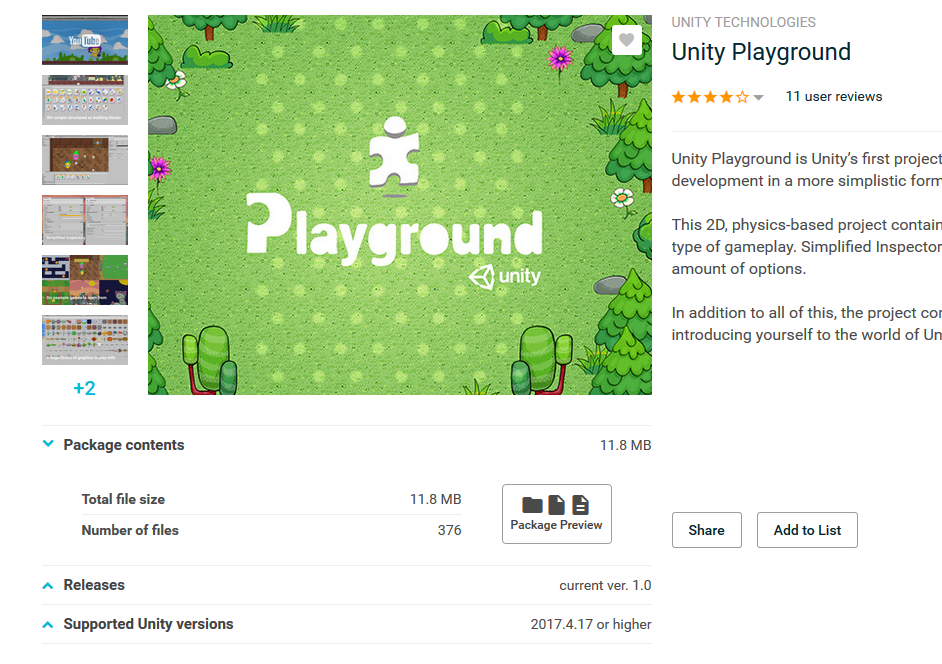 YouTube
+2
Playground
unity
UNITY TECHNOLOGIES
Unity Playground
11 user reviews
Unity Playground is Unity's first project
development in a more simplistic form
This 2D, physics-based project contain
type of gameplay. Simplified Inspector
amount of options.
In addition to all of this, the project co
introducing yourself to the world of Un
Package contents
11.8 MB
Total file size
11.8 MB
Number of files
376
Package Preview
Share
Add to List
Releases
current ver. 1.0
Supported Unity versions
2017.4.17 or higher